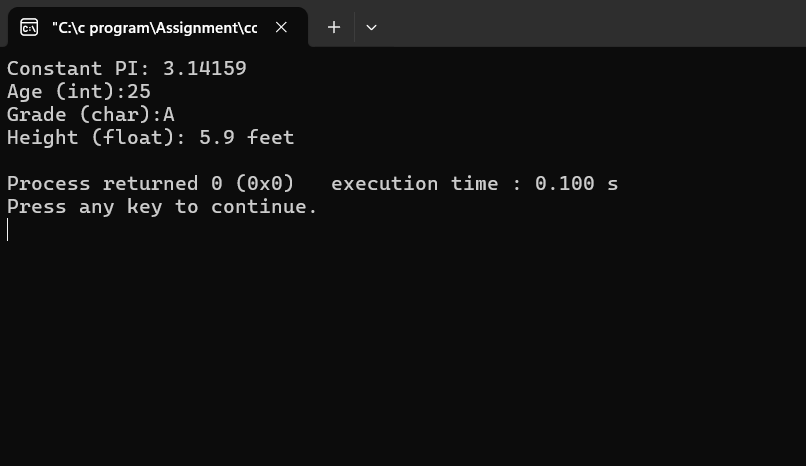 "C:\c program\Assignment\cc
Constant PI: 3.14159
Age (int):25
Grade (char):A
Height (float): 5.9 feet
Process returned 0 (0x0)   execution time : 0.100 s
Press any key to continue.